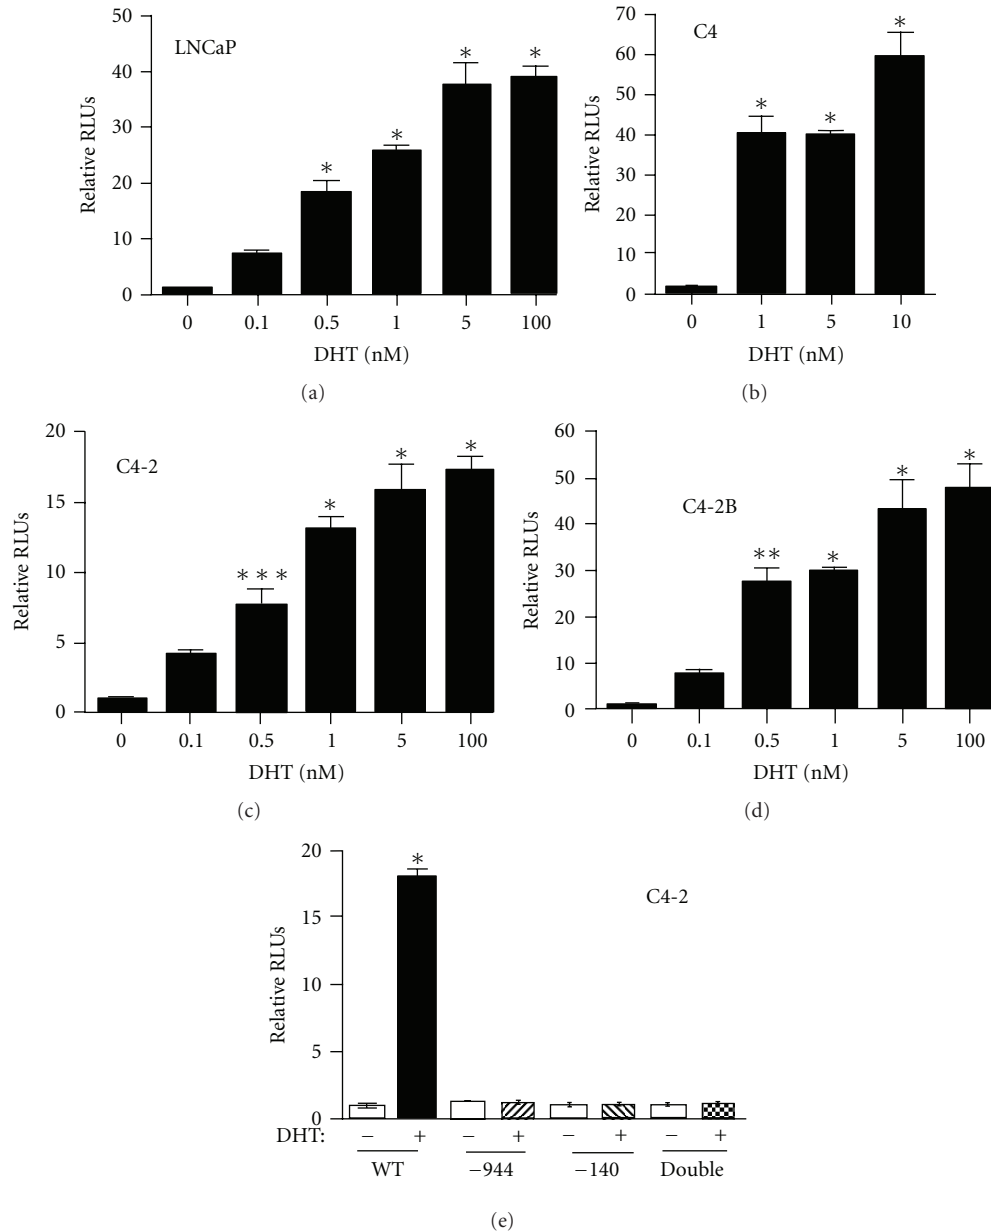 50
40
30
20
10
0
Relative RLUs
LNCaP
*
*
*
*
0 0.1 0.5 1 5 100
DHT (nM)
(a)
70
60
50
40
30
20
10
0
Relative RLUs
C4
*
*
*
0 1 5 10
DHT (nM)
(b)
20
15
10
5
0
Relative RLUs
C4-2
***
*
*
*
0 0.1 0.5 1 5 100
DHT (nM)
(c)
60
50
40
30
20
10
0
Relative RLUs
C4-2B
**
*
*
*
0 0.1 0.5 1 5 100
DHT (nM)
(d)
20
15
10
5
0
Relative RLUs
C4-2
*
DHT: − + − + − + − +
WT −944 −140 Double
(e)